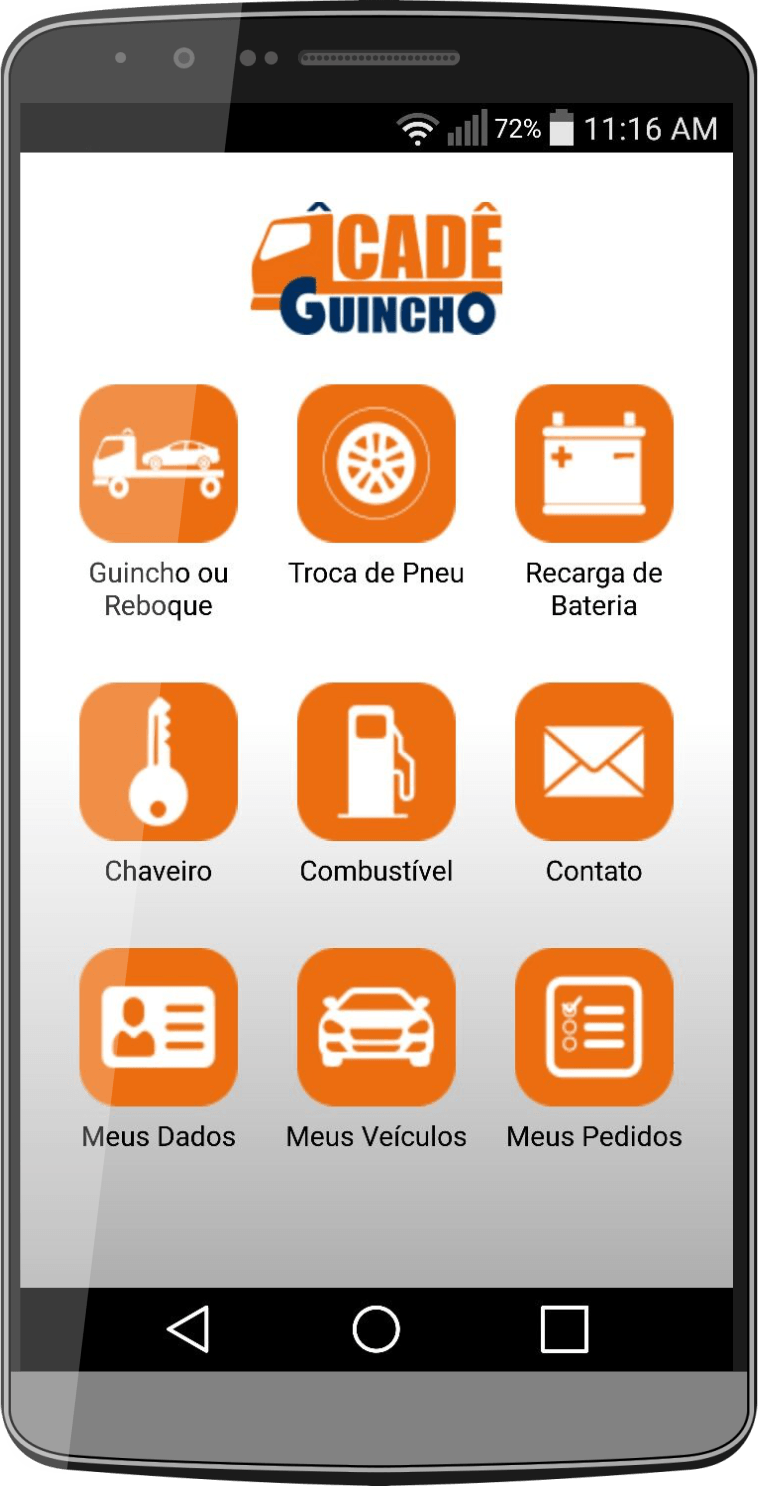 72% 11:16 AM
CADÊ
GUINCHO
Guincho ou
Reboque
Troca de Pneu
Recarga de
Bateria
Chaveiro
Combustível
Contato
Meus Dados
Meus Veículos
Meus Pedidos